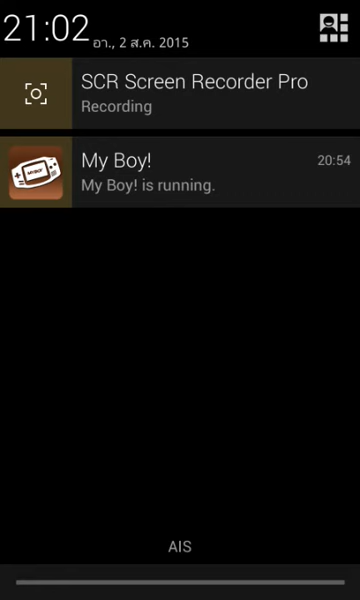 21:02 อา., 2 ส.ค. 2015
SCR Screen Recorder Pro
Recording
My Boy! 20:54
My Boy! is running.
MYBOY
AIS